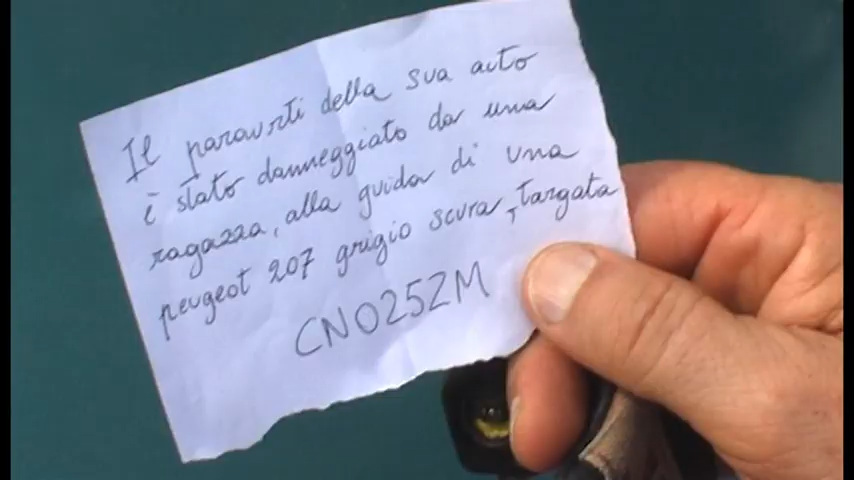 Il paraurti della sua auto
è stato danneggiato da una
ragazza, alla guida di una
peugeot 207 grigio scura, targata
CN025ZM